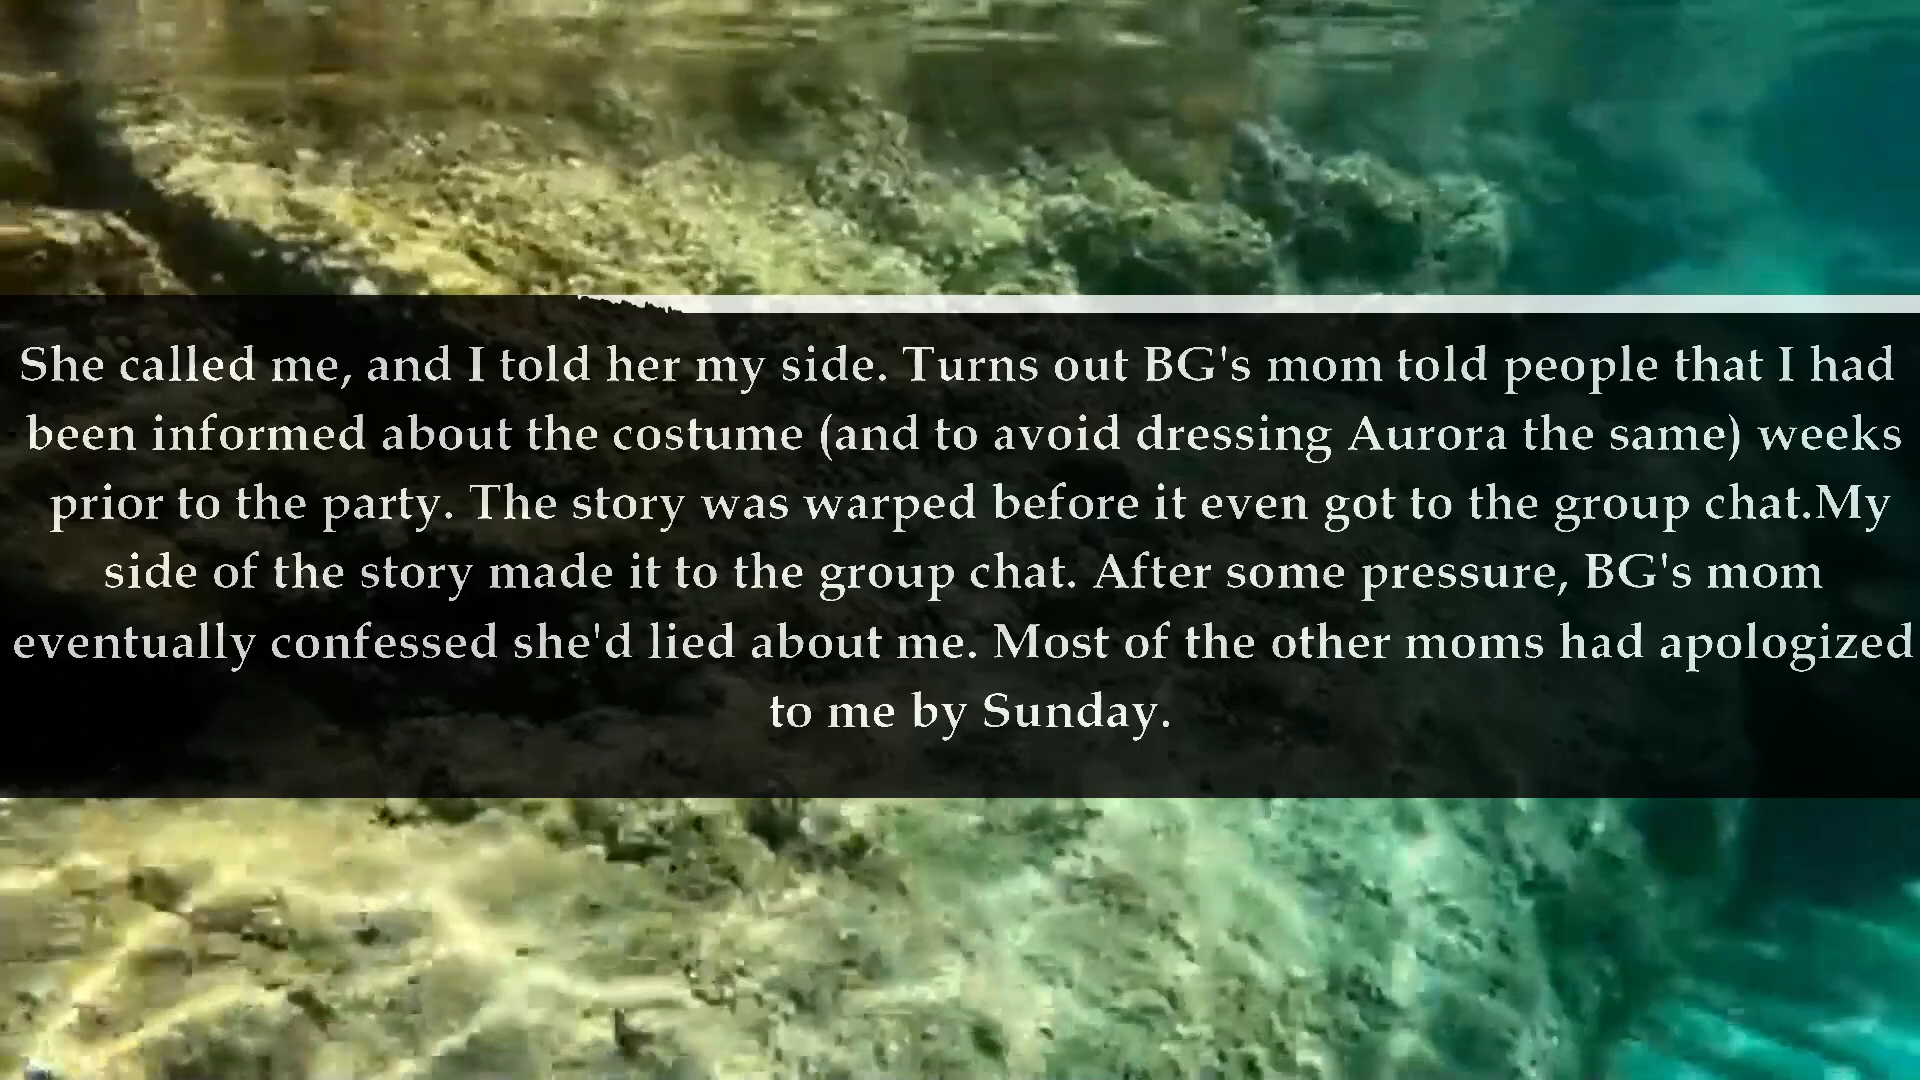 She called me, and I told her my side. Turns out BG's mom told people that I had
been informed about the costume (and to avoid dressing Aurora the same) weeks
prior to the party. The story was warped before it even got to the group chat.My
side of the story made it to the group chat. After some pressure, BG's mom
eventually confessed she'd lied about me. Most of the other moms had apologized
to me by Sunday.